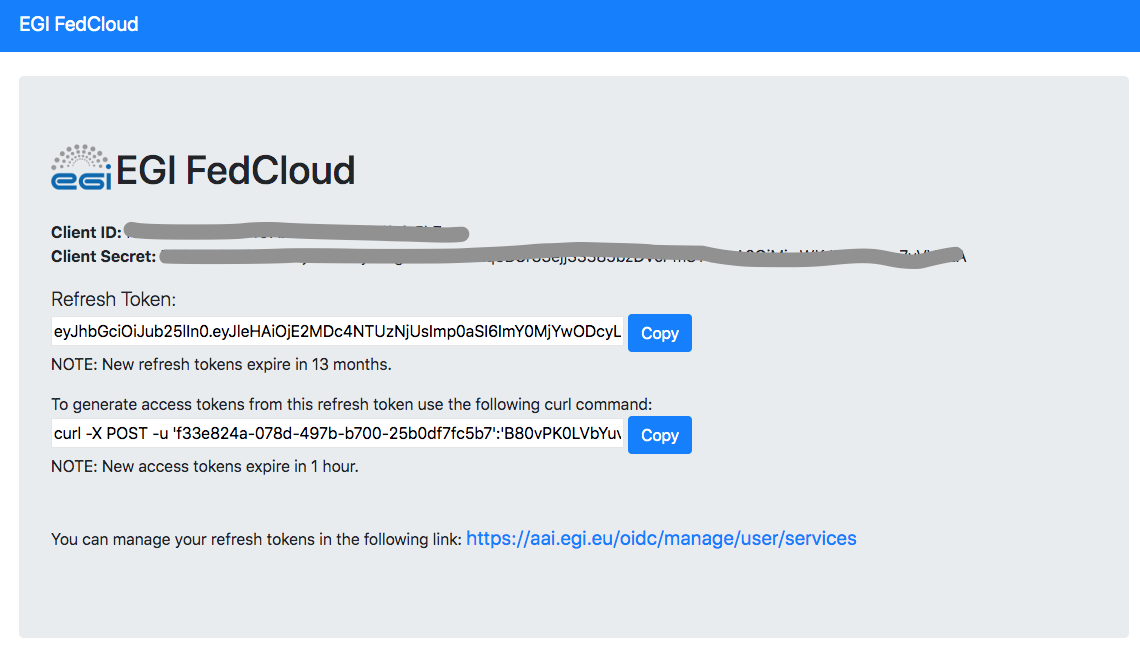 EGI FedCloud
egi EGI FedCloud
Client ID:
Client Secret:
Refresh Token:
eyJhbGciOiJub25lIn0.eyJleHAiOjE2MDc4NTUzNjUsImp0aSI6ImY0MjYwODcyL
Copy
NOTE: New refresh tokens expire in 13 months.
To generate access tokens from this refresh token use the following curl command:
curl -X POST -u 'f33e824a-078d-497b-b700-25b0df7fc5b7':'B80vPK0LVbYuv
Copy
NOTE: New access tokens expire in 1 hour.
You can manage your refresh tokens in the following link: https://aai.egi.eu/oidc/manage/user/services